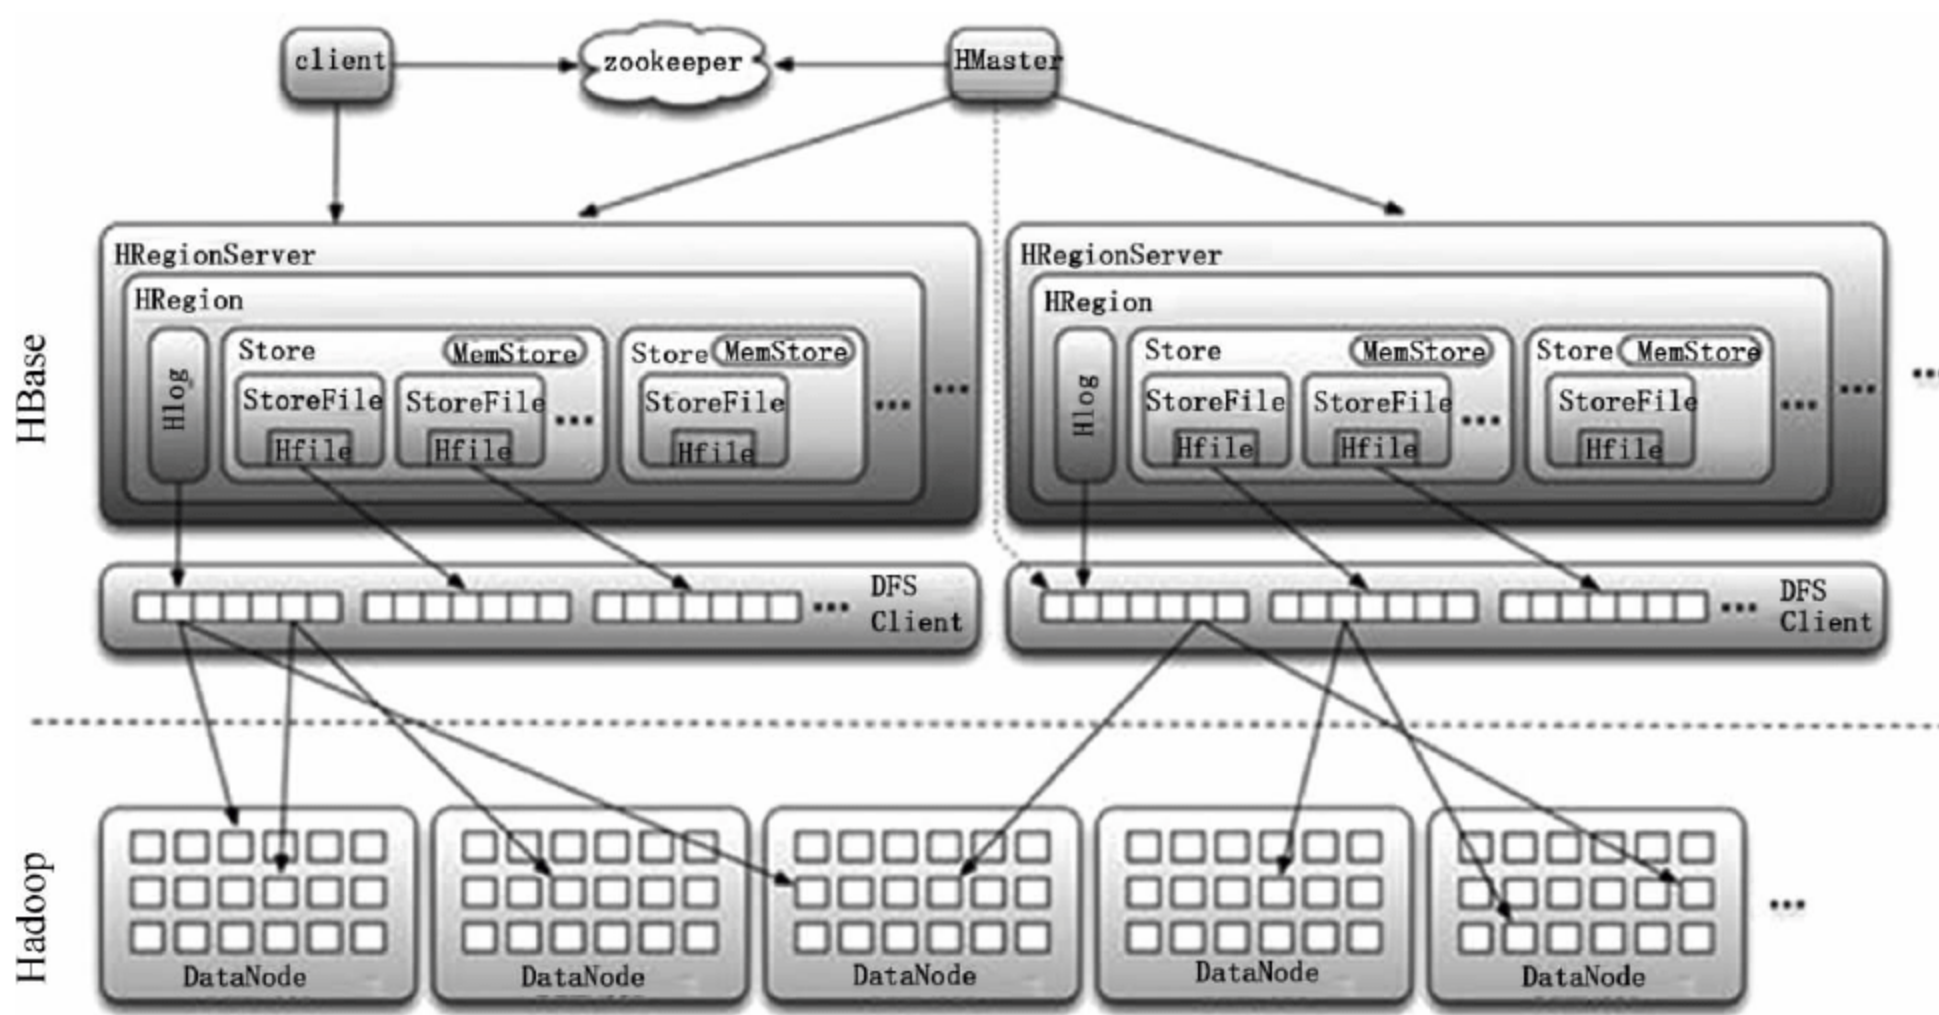 client
zookeeper
HMaster
HBase
HRegionServer
HRegion
Hlog
Store
MemStore
StoreFile
Hfile
StoreFile
Hfile
...
Store
MemStore
StoreFile
Hfile
...
...
HRegionServer
HRegion
Hlog
Store
MemStore
StoreFile
Hfile
StoreFile
Hfile
...
Store
MemStore
StoreFile
Hfile
...
...
...
...
DFS
Client
...
DFS
Client
Hadoop
DataNode
DataNode
DataNode
DataNode
DataNode
...